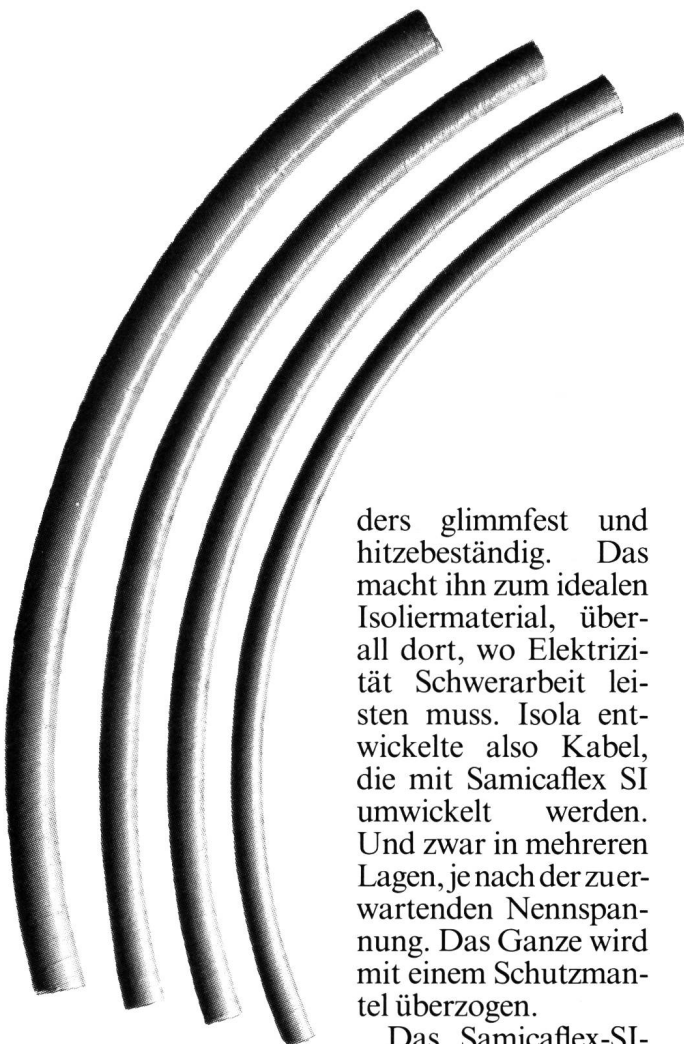 ders glimmfest und
hitzebeständig. Das
macht ihn zum idealen
Isoliermaterial, über-
all dort, wo Elektrizi-
tät Schwerarbeit lei-
sten muss. Isola ent-
wickelte also Kabel,
die mit Samicaflex SI
umwickelt werden.
Und zwar in mehreren
Lagen, je nach der zu er-
wartenden Nennspan-
nung. Das Ganze wird
mit einem Schutzman-
tel überzogen.
Das Samicaflex-SI-